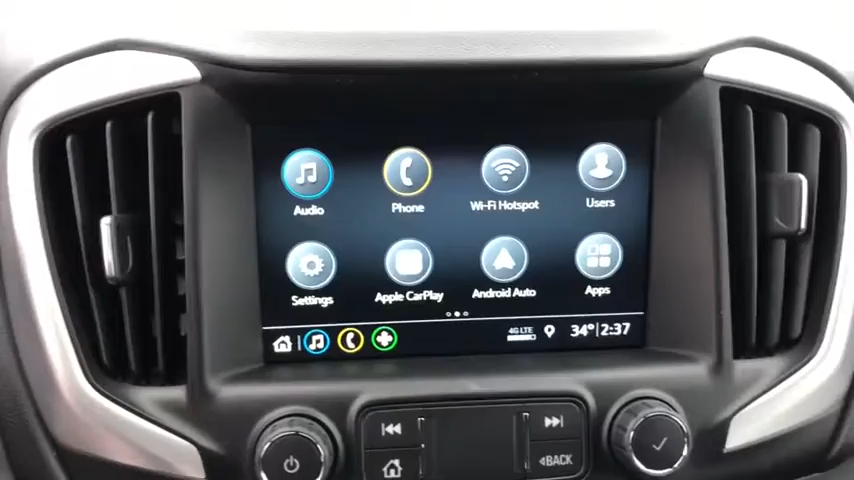 Audio Phone Wi-Fi Hotspot Users
Settings Apple CarPlay Android Auto Apps
4G LTE 34° 2:37
BACK